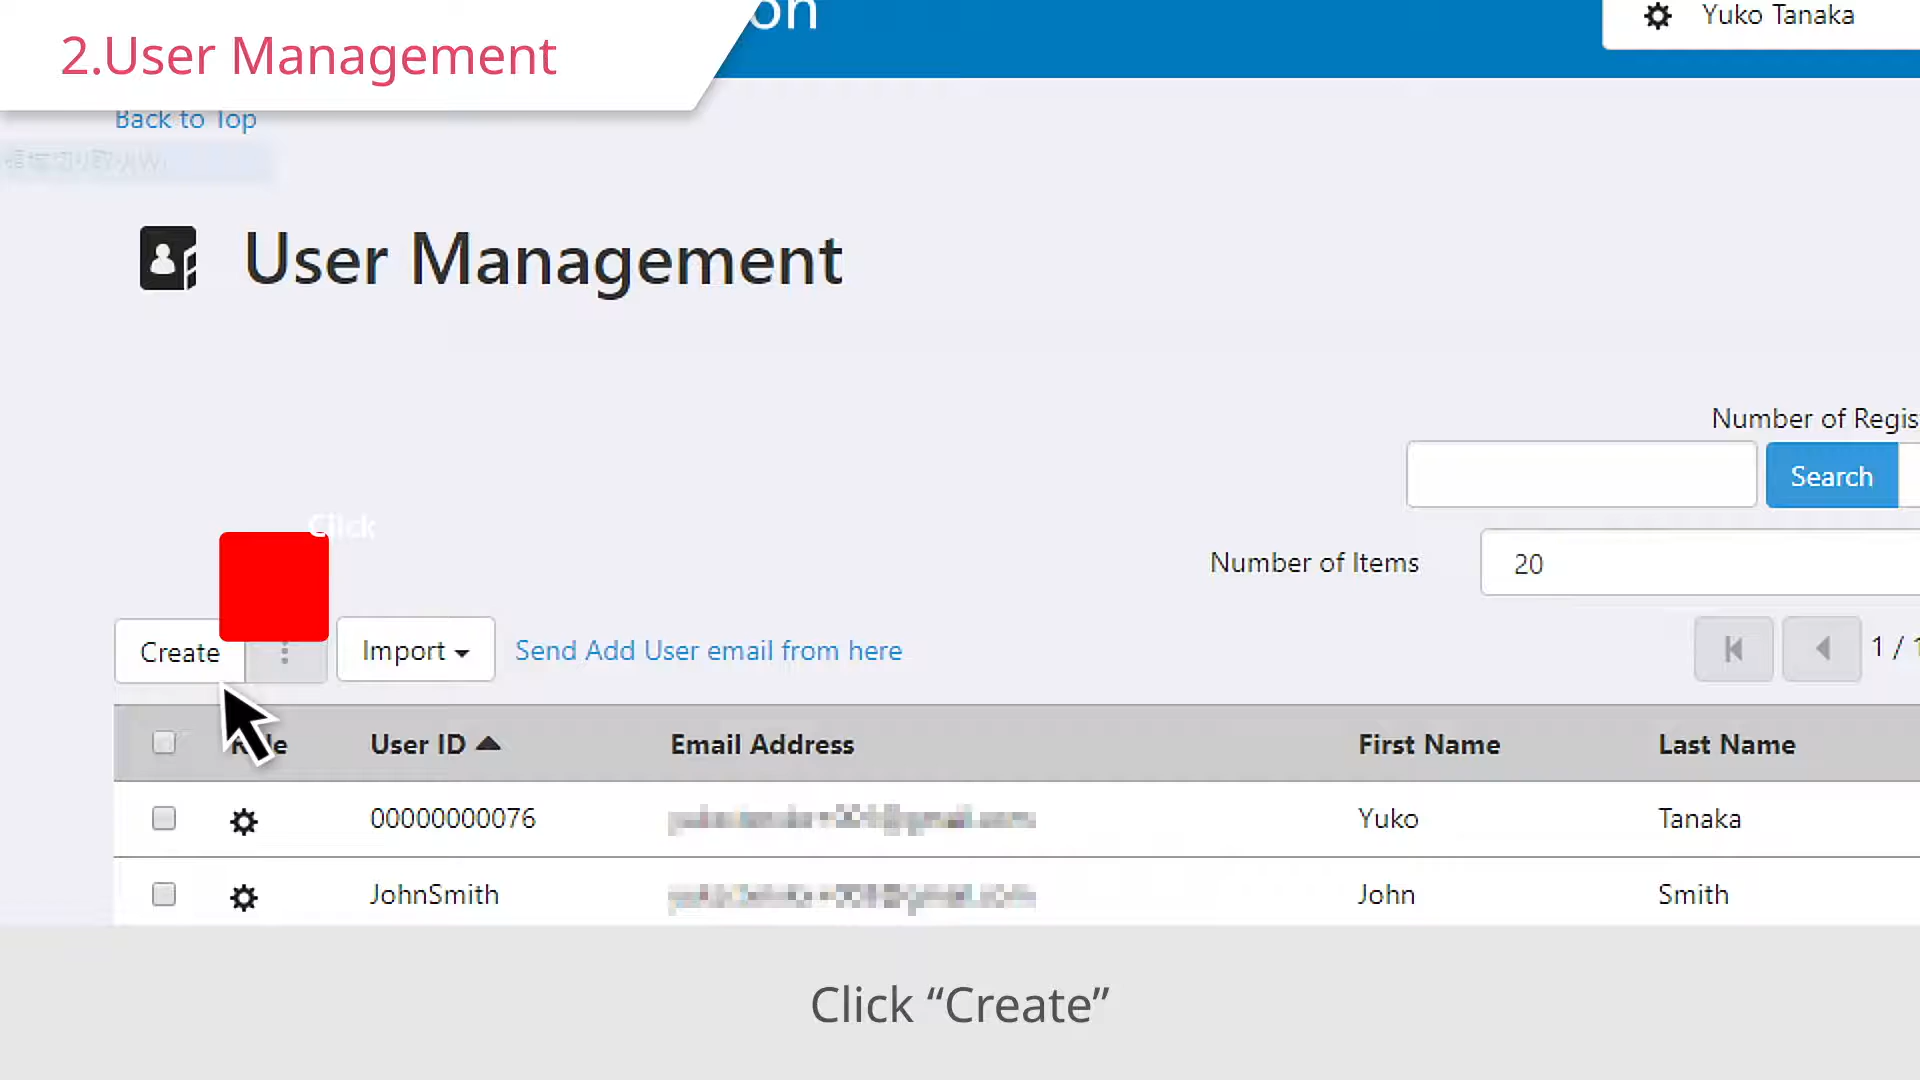 on
Yuko Tanaka
2.User Management
Back to Top
User Management
Number of Regis
Search
Click
Number of Items
20
Create
Import
Send Add User email from here
1 / 1
User ID
Email Address
First Name
Last Name
00000000076
Yuko
Tanaka
JohnSmith
John
Smith
Click “Create”